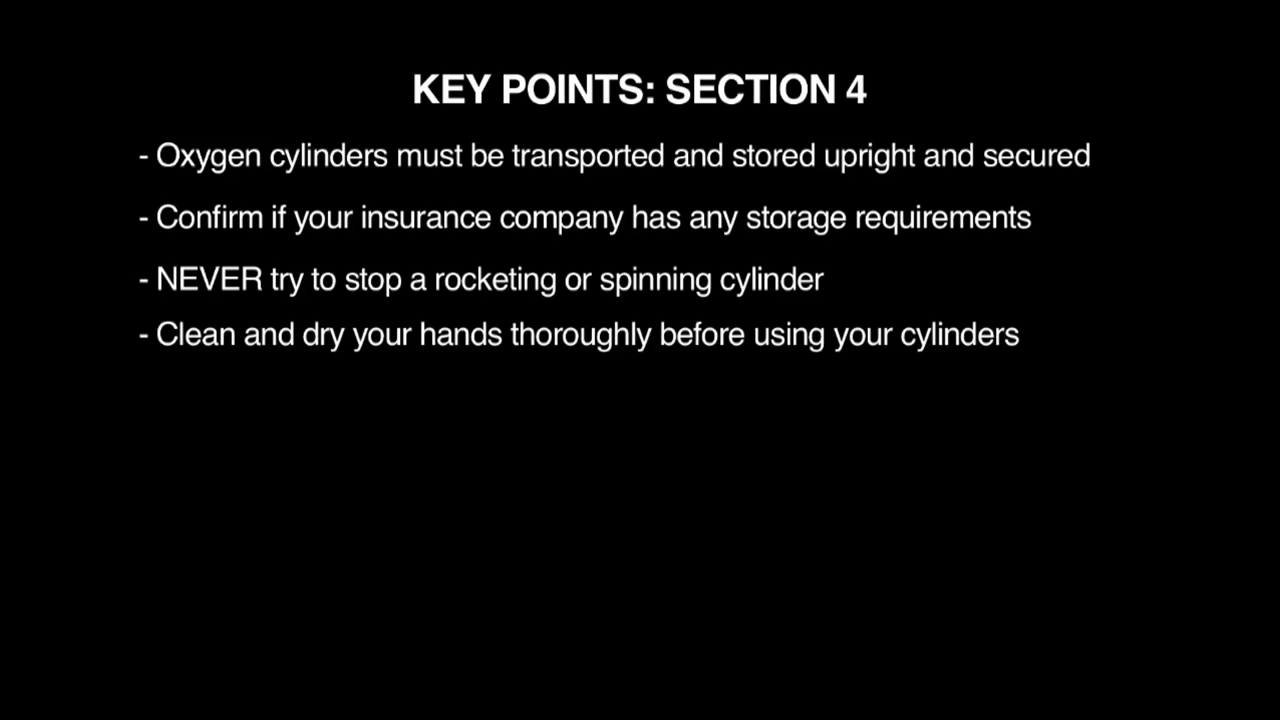 KEY POINTS: SECTION 4
- Oxygen cylinders must be transported and stored upright and secured
- Confirm if your insurance company has any storage requirements
- NEVER try to stop a rocketing or spinning cylinder
- Clean and dry your hands thoroughly before using your cylinders